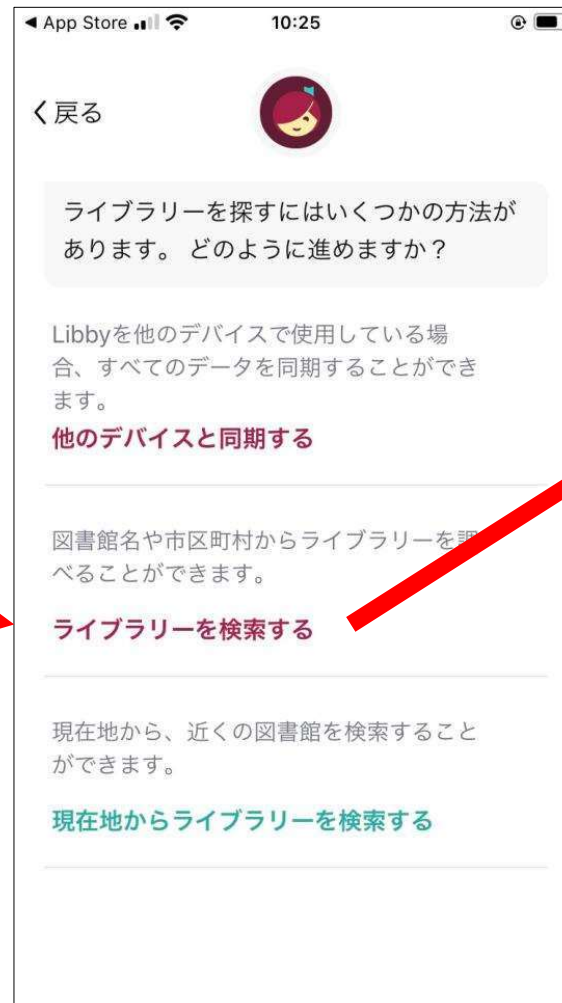 App Store
10:25
戻る
ライブラリーを探すにはいくつかの方法が
あります。 どのように進めますか？
Libbyを他のデバイスで使用している場
合、すべてのデータを同期することができ
ます。
他のデバイスと同期する
図書館名や市区町村からライブラリーを調
べることができます。
ライブラリーを検索する
現在地から、近くの図書館を検索すること
ができます。
現在地からライブラリーを検索する